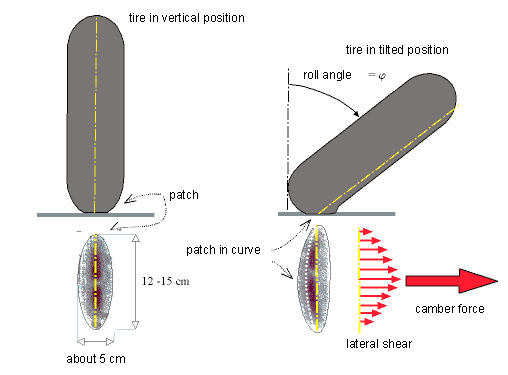 tire in vertical position
tire in tilted position
roll angle = φ
patch
patch in curve
12 -15 cm
camber force
lateral shear
about 5 cm